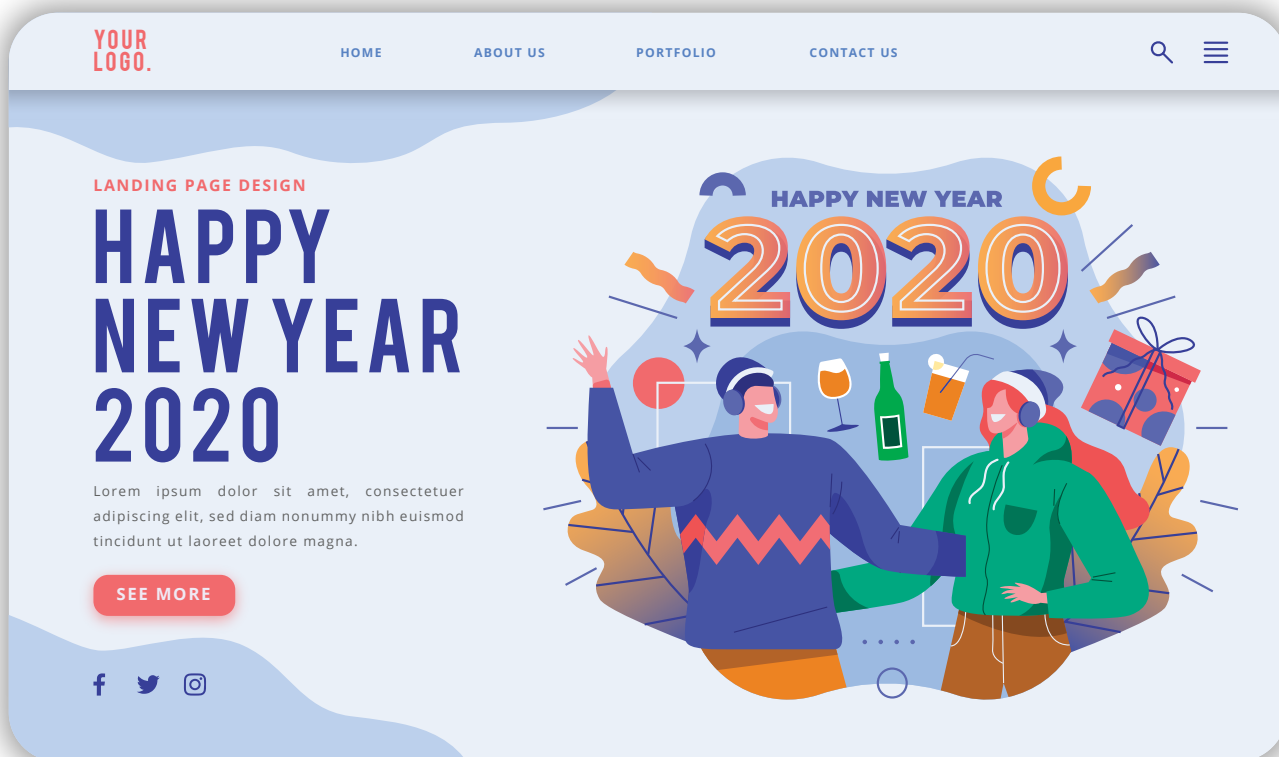 YOUR
LOGO.
HOME
ABOUT US
PORTFOLIO
CONTACT US
LANDING PAGE DESIGN
HAPPY
NEW YEAR
2020
Lorem ipsum dolor sit amet, consectetuer
adipiscing elit, sed diam nonummy nibh euismod
tincidunt ut laoreet dolore magna.
SEE MORE
HAPPY NEW YEAR
2020